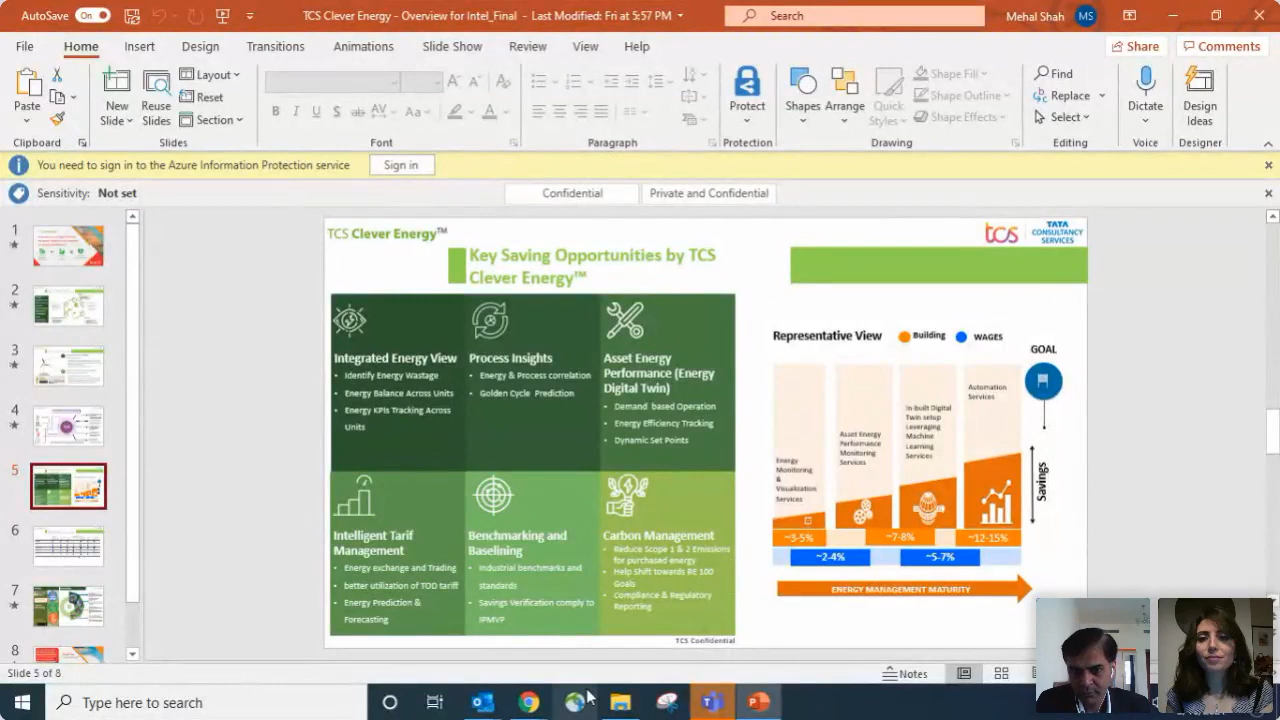 AutoSave On
TCS Clever Energy - Overview for Intel_Final - Last Modified: Fri at 5:57 PM
Search
Mehal Shah MS
File Home Insert Design Transitions Animations Slide Show Review View Help
Share Comments
Paste
New Slide
Reuse Slides
Layout
Reset
Section
B I U S ab AV Aa A
Protect
Shapes
Arrange
Quick Styles
Shape Fill
Shape Outline
Shape Effects
Find
Replace
Select
Dictate
Design Ideas
Clipboard Slides Font Paragraph Protection Drawing Editing Voice Designer
You need to sign in to the Azure Information Protection service Sign in
Sensitivity: Not set
Confidential Private and Confidential
1
2
3
4
5
6
7
TCS Clever Energy™
tcs TATA
CONSULTANCY
SERVICES
Key Saving Opportunities by TCS
Clever Energy™
Integrated Energy View
• Identify Energy Wastage
• Energy Balance Across Units
• Energy KPIs Tracking Across
Units
Process Insights
• Energy & Process correlation
• Golden Cycle Prediction
Asset Energy
Performance (Energy
Digital Twin)
• Demand based Operation
• Energy Efficiency Tracking
• Dynamic Set Points
Intelligent Tarif
Management
• Energy exchange and Trading
• better utilization of TOD tariff
• Energy Prediction &
Forecasting
Benchmarking and
Baselining
• Industrial benchmarks and
standards
• Savings Verification comply to
IPMVP
Carbon Management
• Reduce Scope 1 & 2 Emissions
for purchased energy
• Help Shift towards RE 100
Goals
• Compliance & Regulatory
Reporting
TCS Confidential
Representative View Building WAGES
GOAL
Energy
Monitoring
&
Visualization
Services
Asset Energy
Performance
Monitoring
Services
In-built Digital
Twin setup
Leveraging
Machine
Learning
Services
Automation
Services
Savings
~3-5% ~7-8% ~12-15%
~2-4% ~5-7%
ENERGY MANAGEMENT MATURITY
Slide 5 of 8
Notes
Type here to search